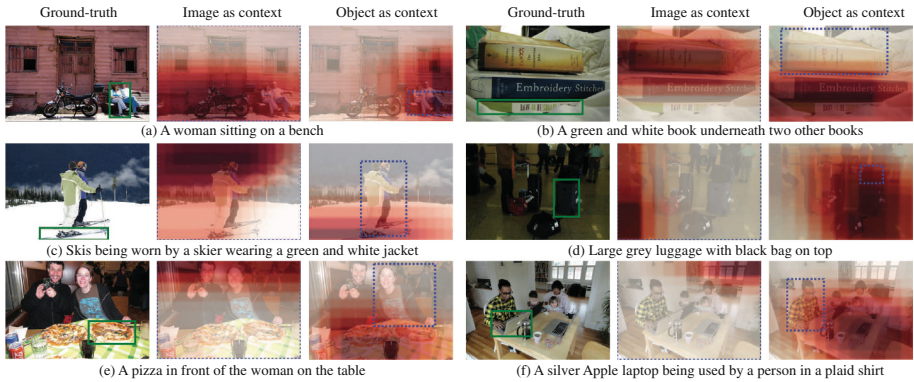 Ground-truth Image as context Object as context Ground-truth Image as context Object as context
Embroidery Stitches
(a) A woman sitting on a bench (b) A green and white book underneath two other books
(c) Skis being worn by a skier wearing a green and white jacket (d) Large grey luggage with black bag on top
(e) A pizza in front of the woman on the table (f) A silver Apple laptop being used by a person in a plaid shirt